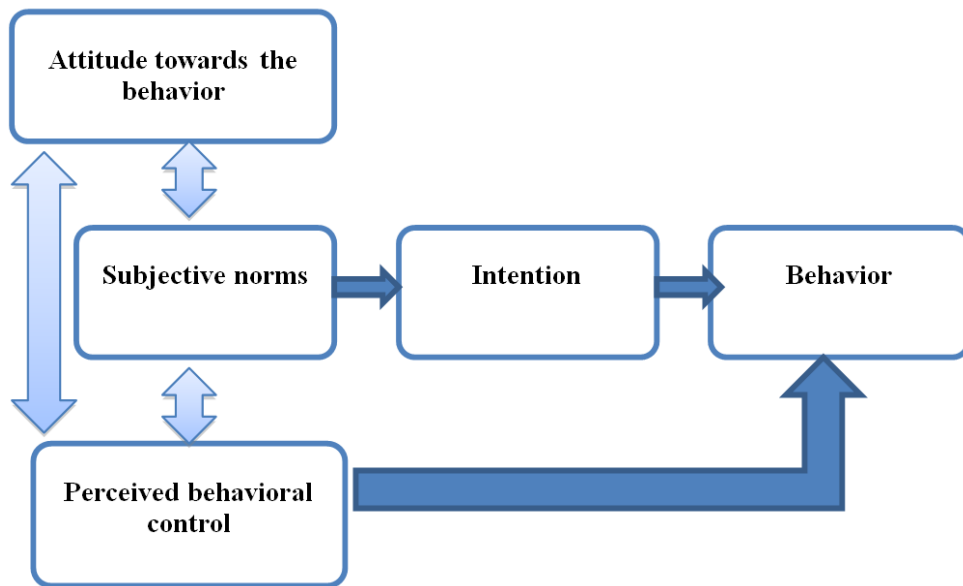 Attitude towards the
behavior
Subjective norms
Intention
Behavior
Perceived behavioral
control